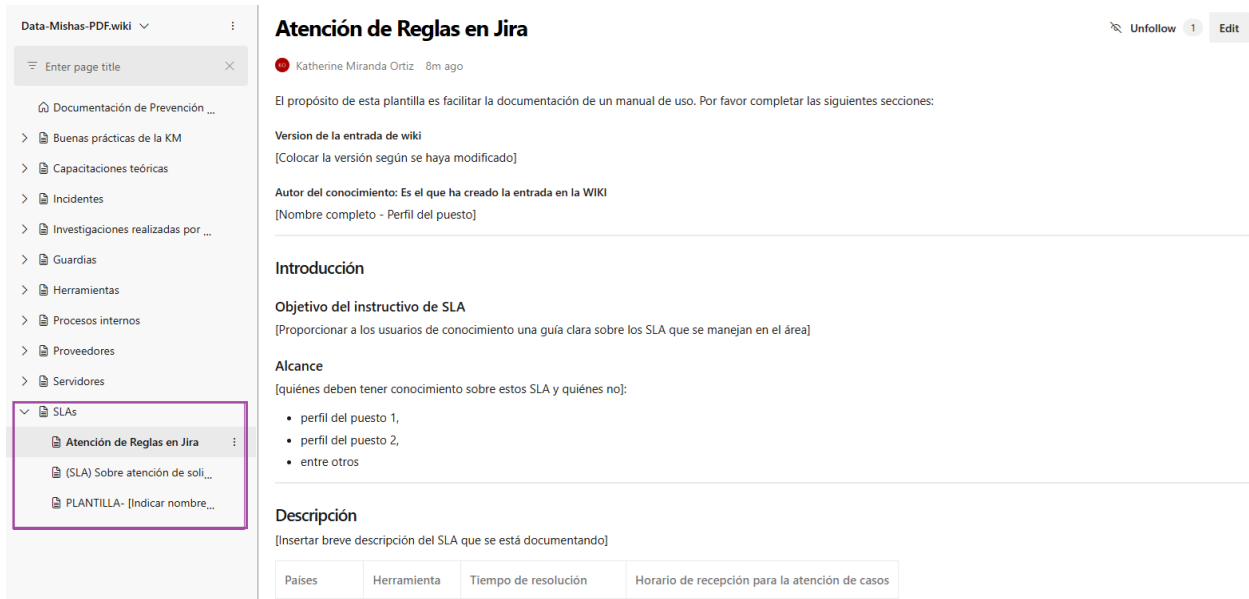 Data-Mishas-PDF.wiki
Enter page title
Documentación de Prevención ...
Buenas prácticas de la KM
Capacitaciones teóricas
Incidentes
Investigaciones realizadas por ...
Guardias
Herramientas
Procesos internos
Proveedores
Servidores
SLAs
Atención de Reglas en Jira
(SLA) Sobre atención de soli...
PLANTILLA- [Indicar nombre...
Atención de Reglas en Jira
Unfollow 1 Edit
KO Katherine Miranda Ortiz 8m ago
El propósito de esta plantilla es facilitar la documentación de un manual de uso. Por favor completar las siguientes secciones:
Version de la entrada de wiki
[Colocar la versión según se haya modificado]
Autor del conocimiento: Es el que ha creado la entrada en la WIKI
[Nombre completo - Perfil del puesto]
Introducción
Objetivo del instructivo de SLA
[Proporcionar a los usuarios de conocimiento una guía clara sobre los SLA que se manejan en el área]
Alcance
[quiénes deben tener conocimiento sobre estos SLA y quiénes no]:
• perfil del puesto 1,
• perfil del puesto 2,
• entre otros
Descripción
[Insertar breve descripción del SLA que se está documentando]
Países Herramienta Tiempo de resolución Horario de recepción para la atención de casos